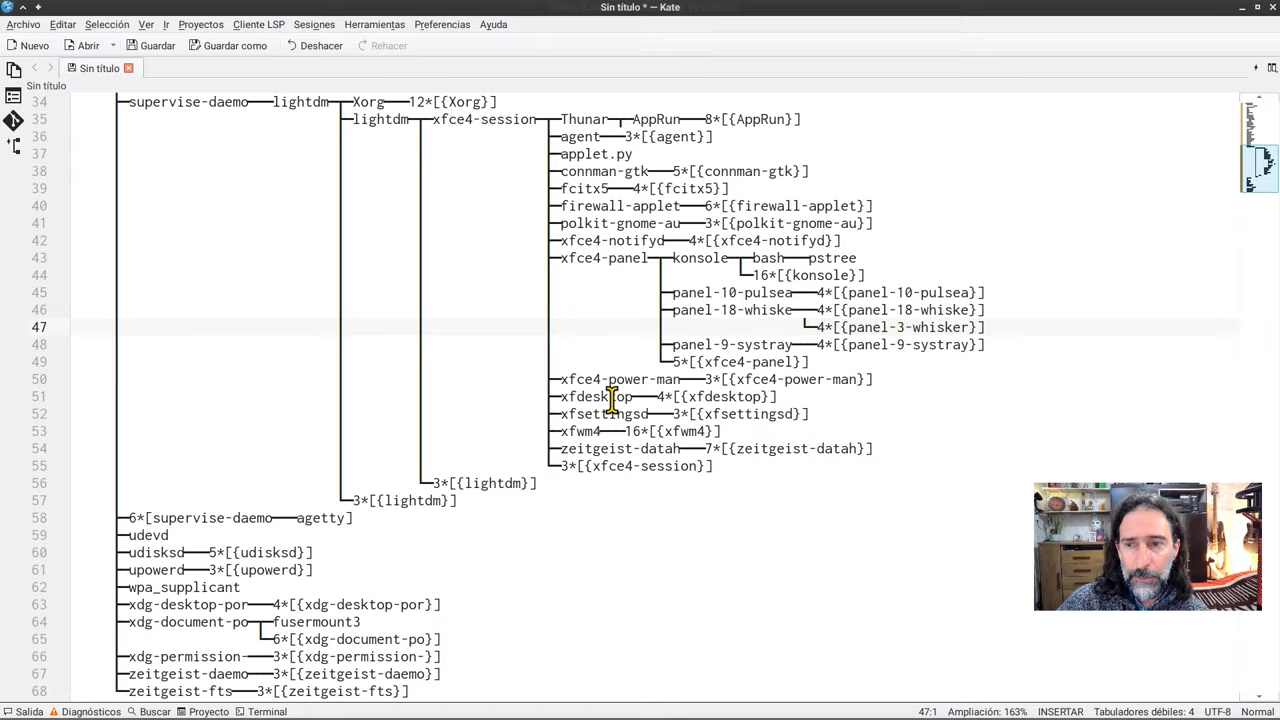 Sin título * — Kate
Archivo Editar Selección Ver Ir Proyectos Cliente LSP Sesiones Herramientas Preferencias Ayuda
Nuevo Abrir Guardar Guardar como Deshacer Rehacer
Sin título
Sin título
34 ├─supervise-daemo───lightdm─┬─Xorg───12*[{Xorg}]
35 ├─lightdm─┬─xfce4-session─┬─Thunar─┬─AppRun───8*[{AppRun}]
36 ├─agent───3*[{agent}]
37 ├─applet.py
38 ├─connman-gtk───5*[{connman-gtk}]
39 ├─fcitx5───4*[{fcitx5}]
40 ├─firewall-applet───6*[{firewall-applet}]
41 ├─polkit-gnome-au───3*[{polkit-gnome-au}]
42 ├─xfce4-notifyd───4*[{xfce4-notifyd}]
43 ├─xfce4-panel─┬─konsole─┬─bash───pstree
44 └─16*[{konsole}]
45 ├─panel-10-pulsea───4*[{panel-10-pulsea}]
46 ├─panel-18-whiske───4*[{panel-18-whiske}]
47 └─4*[{panel-3-whisker}]
48 ├─panel-9-systray───4*[{panel-9-systray}]
49 └─5*[{xfce4-panel}]
50 ├─xfce4-power-man───3*[{xfce4-power-man}]
51 ├─xfdesktop───4*[{xfdesktop}]
52 ├─xfsettingsd───3*[{xfsettingsd}]
53 ├─xfwm4───16*[{xfwm4}]
54 ├─zeitgeist-datah───7*[{zeitgeist-datah}]
55 └─3*[{xfce4-session}]
56 └─3*[{lightdm}]
57 └─3*[{lightdm}]
58 ├─6*[supervise-daemo───agetty]
59 ├─udevd
60 ├─udisksd───5*[{udisksd}]
61 ├─upowerd───3*[{upowerd}]
62 ├─wpa_supplicant
63 ├─xdg-desktop-por───4*[{xdg-desktop-por}]
64 ├─xdg-document-po─┬─fusermount3
65 └─6*[{xdg-document-po}]
66 ├─xdg-permission-───3*[{xdg-permission-}]
67 ├─zeitgeist-daemo───3*[{zeitgeist-daemo}]
68 └─zeitgeist-fts───3*[{zeitgeist-fts}]
Salida Diagnósticos Buscar Proyecto Terminal 47:1 Ampliación: 163% INSERTAR Tabuladores débiles: 4 UTF-8 Normal